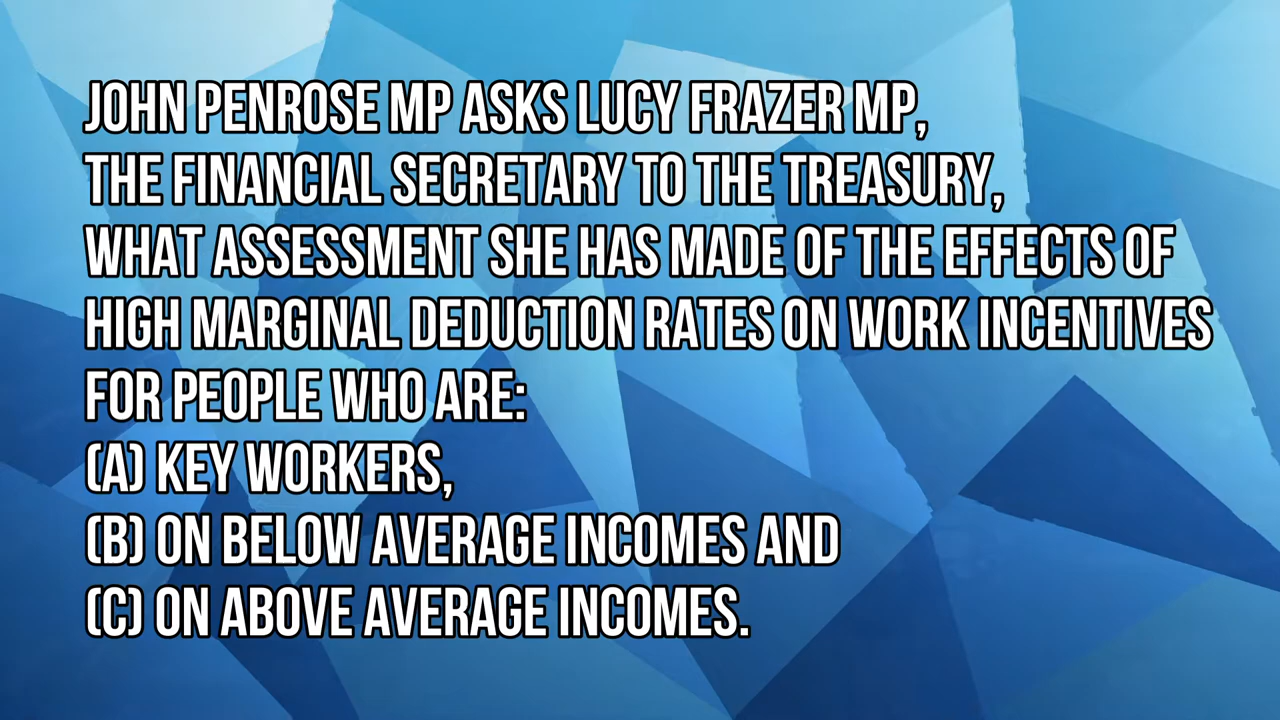 JOHN PENROSE MP ASKS LUCY FRAZER MP,
THE FINANCIAL SECRETARY TO THE TREASURY,
WHAT ASSESSMENT SHE HAS MADE OF THE EFFECTS OF
HIGH MARGINAL DEDUCTION RATES ON WORK INCENTIVES
FOR PEOPLE WHO ARE:
(A) KEY WORKERS,
(B) ON BELOW AVERAGE INCOMES AND
(C) ON ABOVE AVERAGE INCOMES.